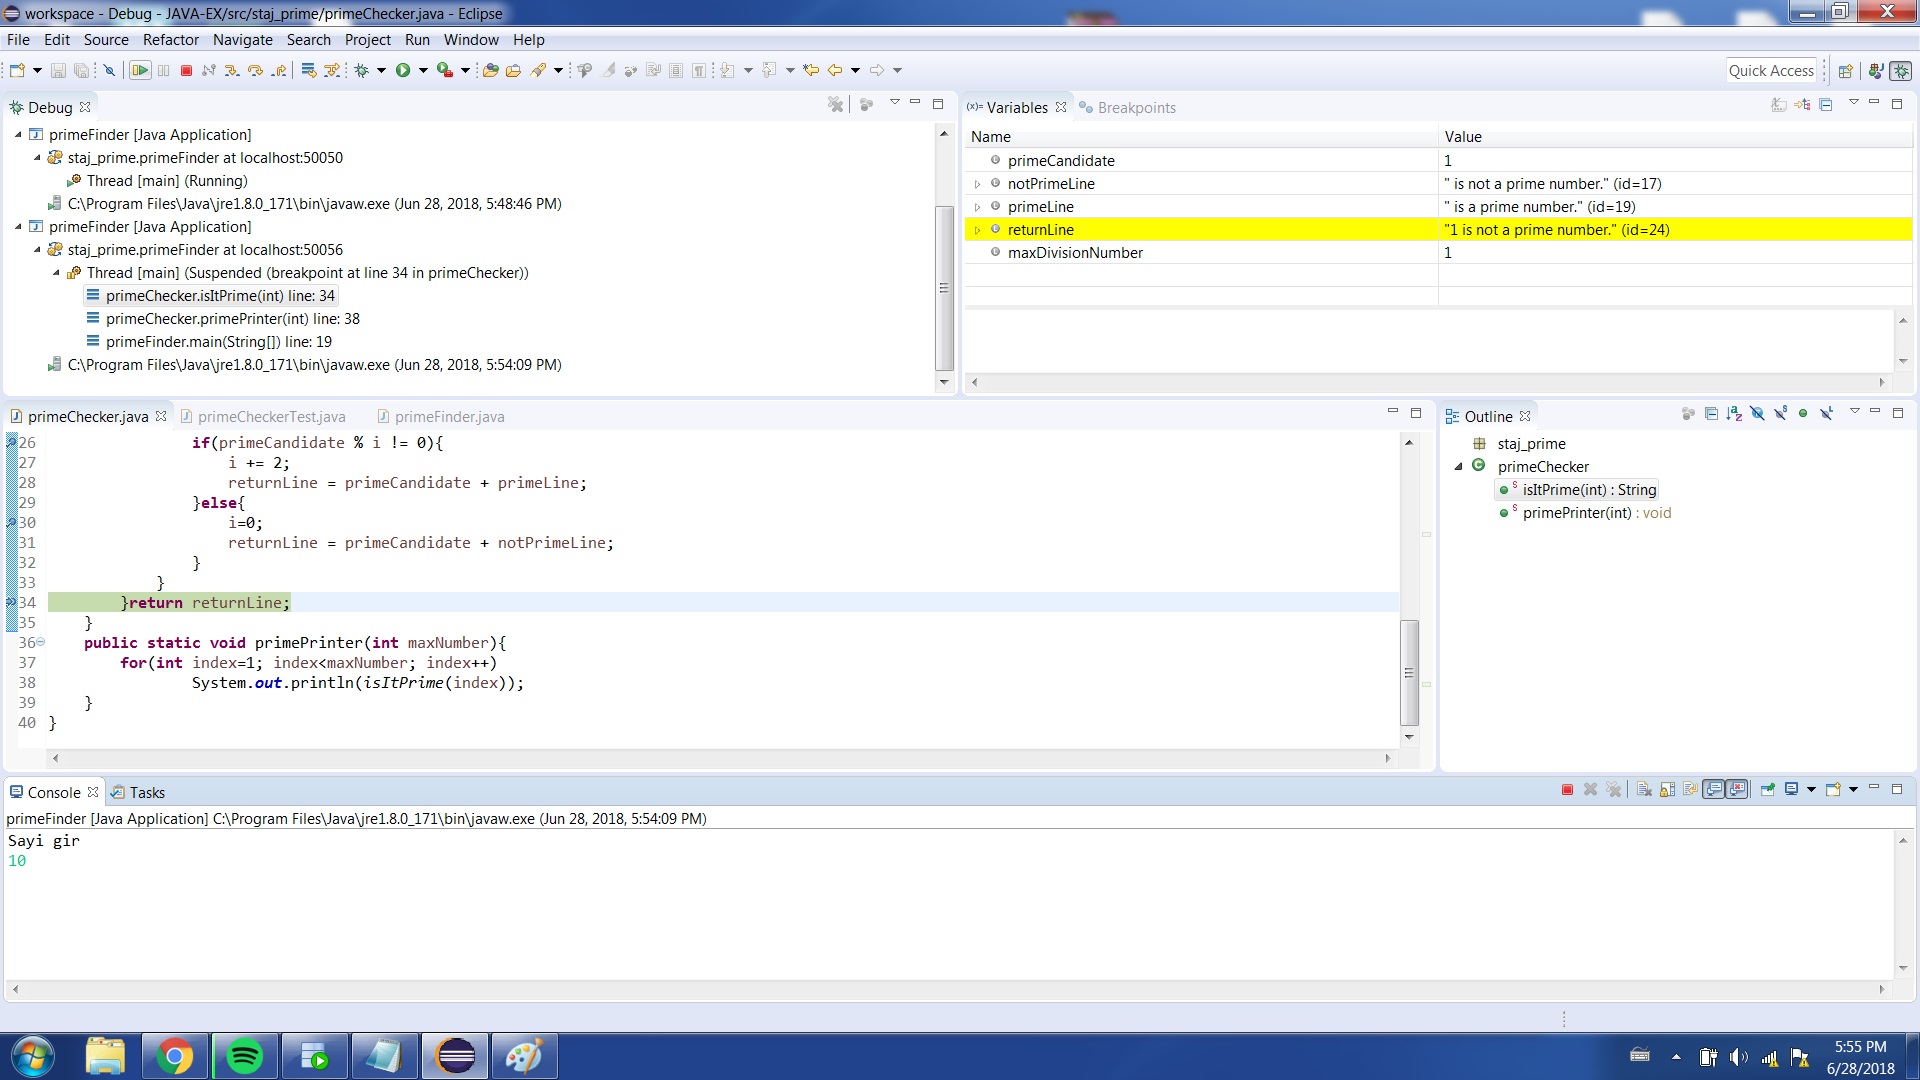 workspace - Debug - JAVA-EX/src/staj_prime/primeChecker.java - Eclipse
File Edit Source Refactor Navigate Search Project Run Window Help
Quick Access
Debug
primeFinder [Java Application]
staj_prime.primeFinder at localhost:50050
Thread [main] (Running)
C:\Program Files\Java\jre1.8.0_171\bin\javaw.exe (Jun 28, 2018, 5:48:46 PM)
primeFinder [Java Application]
staj_prime.primeFinder at localhost:50056
Thread [main] (Suspended (breakpoint at line 34 in primeChecker))
primeChecker.isItPrime(int) line: 34
primeChecker.primePrinter(int) line: 38
primeFinder.main(String[]) line: 19
C:\Program Files\Java\jre1.8.0_171\bin\javaw.exe (Jun 28, 2018, 5:54:09 PM)
(x)= Variables Breakpoints
Name Value
primeCandidate 1
notPrimeLine " is not a prime number." (id=17)
primeLine " is a prime number." (id=19)
returnLine "1 is not a prime number." (id=24)
maxDivisionNumber 1
primeChecker.java primeCheckerTest.java primeFinder.java
26 if(primeCandidate % i != 0){
27 i += 2;
28 returnLine = primeCandidate + primeLine;
29 }else{
30 i=0;
31 returnLine = primeCandidate + notPrimeLine;
32 }
33 }
34 }return returnLine;
35 }
36 public static void primePrinter(int maxNumber){
37 for(int index=1; index<maxNumber; index++)
38 System.out.println(isItPrime(index));
39 }
40 }
Outline
staj_prime
primeChecker
isItPrime(int) : String
primePrinter(int) : void
Console Tasks
primeFinder [Java Application] C:\Program Files\Java\jre1.8.0_171\bin\javaw.exe (Jun 28, 2018, 5:54:09 PM)
Sayi gir
10
5:55 PM
6/28/2018